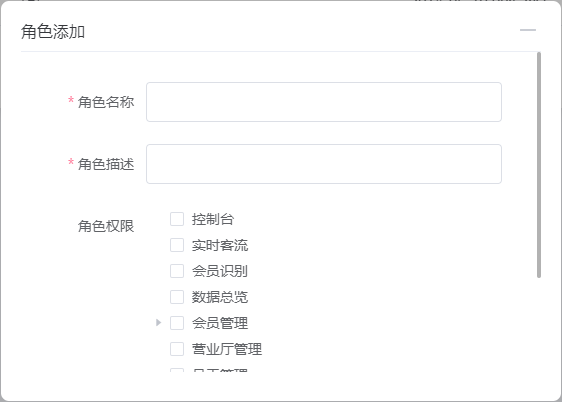 角色添加
* 角色名称
* 角色描述
角色权限
控制台
实时客流
会员识别
数据总览
会员管理
营业厅管理